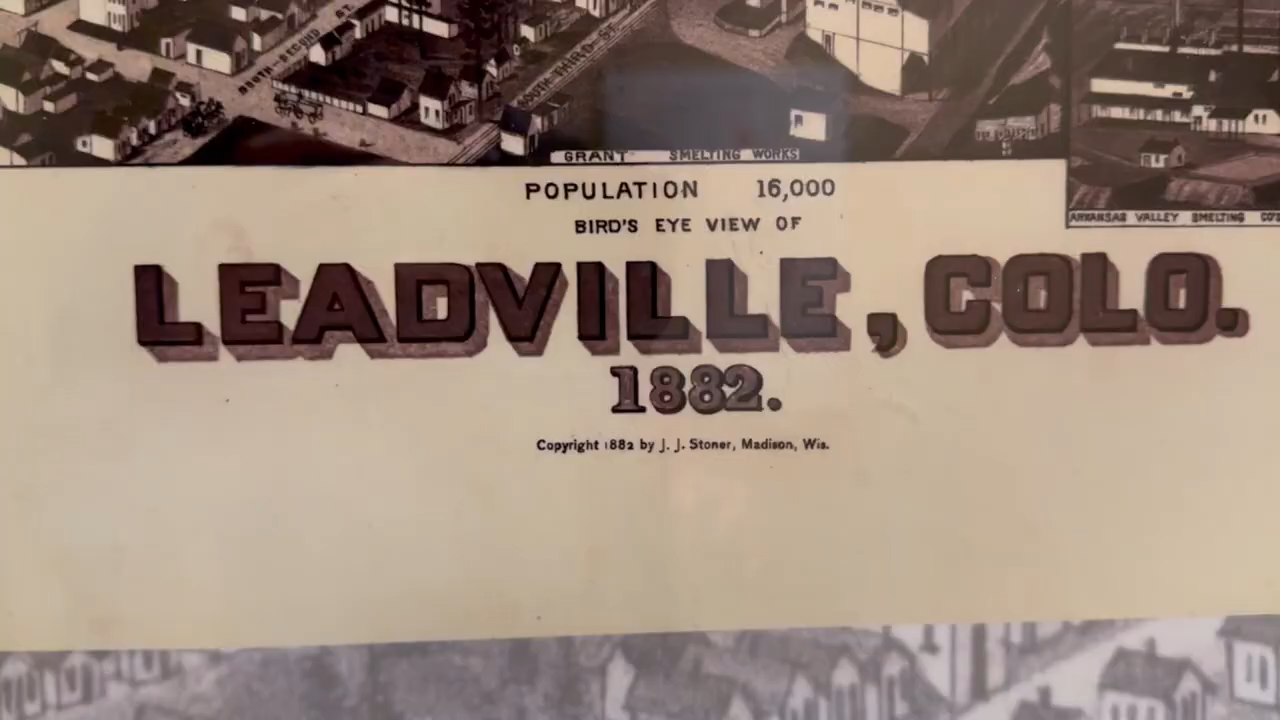 SOUTH-SECOND ST.
SOUTH-THIRD-ST.
GRANT SMELTING WORKS
ARKANSAS VALLEY SMELTING CO'S
POPULATION 16,000
BIRD'S EYE VIEW OF
LEADVILLE, COLO.
1882.
Copyright 1882 by J. J. Stoner, Madison, Wis.